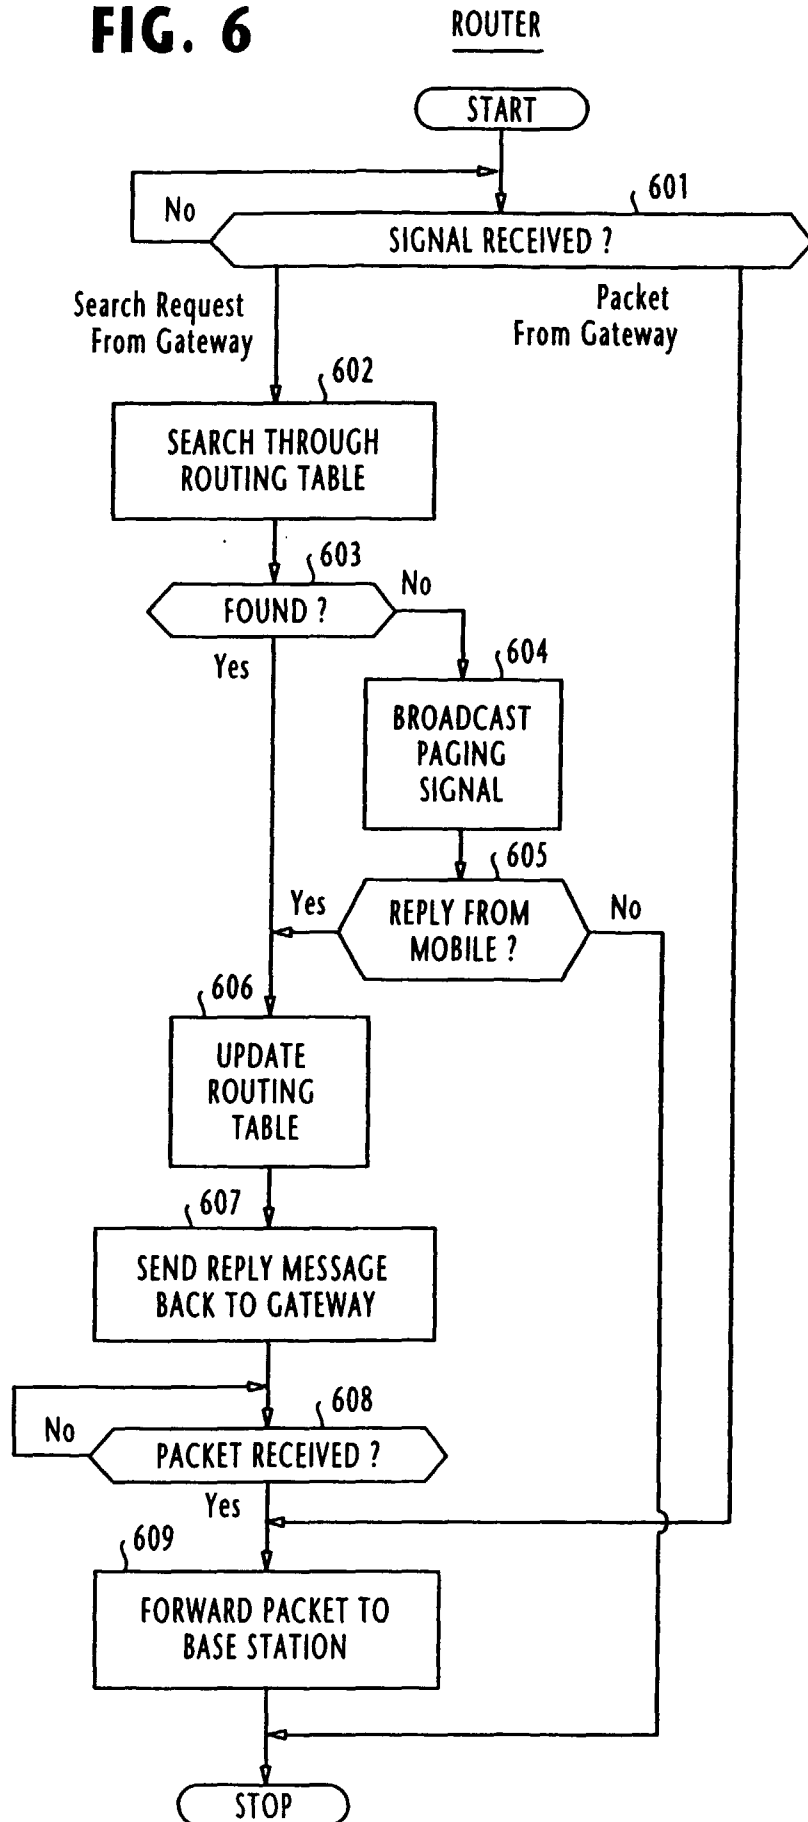 FIG. 6
ROUTER
START
601
No
SIGNAL RECEIVED ?
Search Request
From Gateway
Packet
From Gateway
602
SEARCH THROUGH
ROUTING TABLE
603
No
FOUND ?
Yes
604
BROADCAST
PAGING
SIGNAL
605
Yes
REPLY FROM
MOBILE ?
No
606
UPDATE
ROUTING
TABLE
607
SEND REPLY MESSAGE
BACK TO GATEWAY
608
No
PACKET RECEIVED ?
Yes
609
FORWARD PACKET TO
BASE STATION
STOP